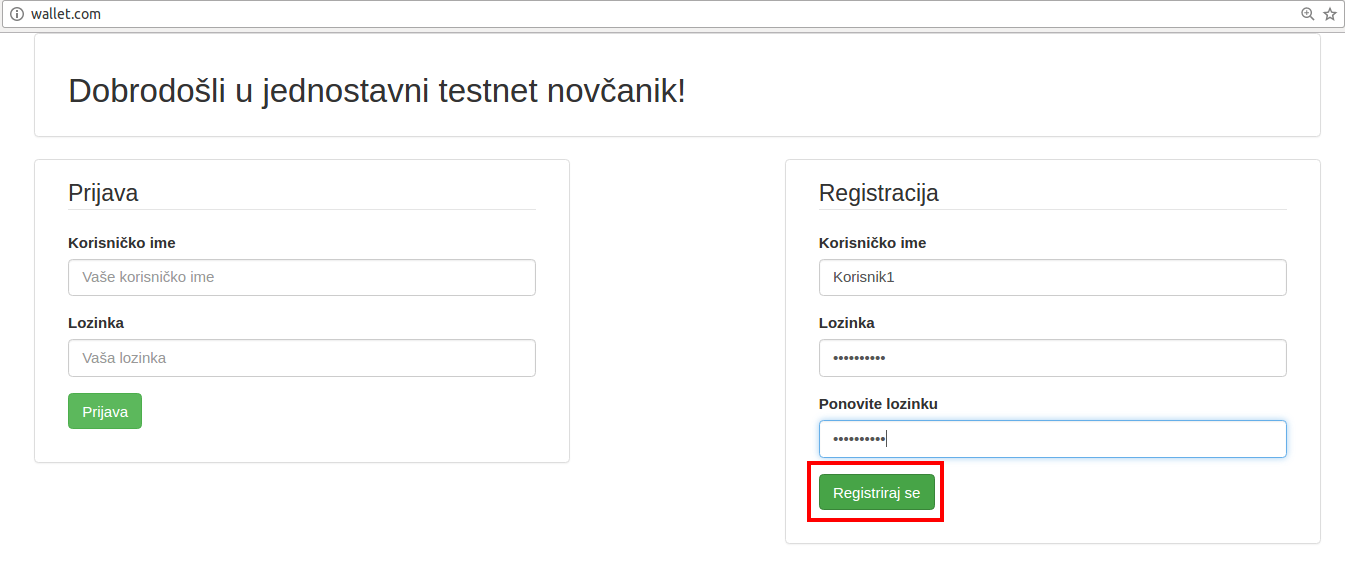 wallet.com
Dobrodošli u jednostavni testnet novčanik!
Prijava
Korisničko ime
Vaše korisničko ime
Lozinka
Vaša lozinka
Prijava
Registracija
Korisničko ime
Korisnik1
Lozinka
••••••••••
Ponovite lozinku
••••••••••
Registriraj se